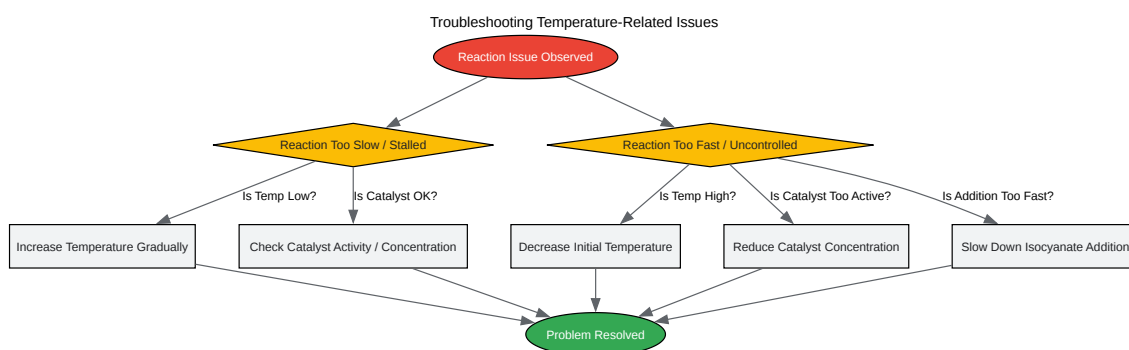 Troubleshooting Temperature-Related Issues
Reaction Issue Observed
Reaction Too Slow / Stalled
Reaction Too Fast / Uncontrolled
Is Temp Low?
Is Catalyst OK?
Is Temp High?
Is Catalyst Too Active?
Is Addition Too Fast?
Increase Temperature Gradually
Check Catalyst Activity / Concentration
Decrease Initial Temperature
Reduce Catalyst Concentration
Slow Down Isocyanate Addition
Problem Resolved